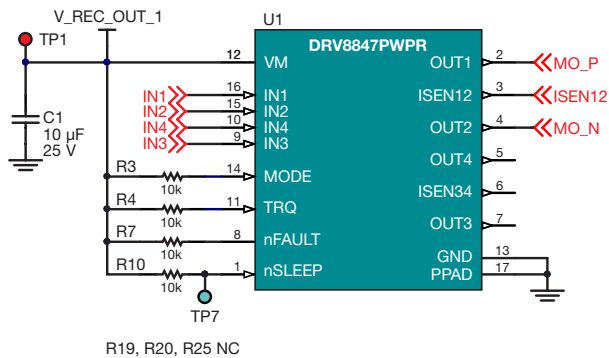 V_REC_OUT_1
U1
TP1
DRV8847PWPR
12 VM OUT1 2 MO_P
IN1 16 IN1 ISEN12 3 ISEN12
IN2 15 IN2
IN4 10 IN4 OUT2 4 MO_N
IN3 9 IN3
C1
10 µF
25 V
OUT4 5
R3 10k 14 MODE
ISEN34 6
R4 10k 11 TRQ
OUT3 7
R7 10k 8 nFAULT
GND 13
R10 10k 1 nSLEEP PPAD 17
TP7
R19, R20, R25 NC